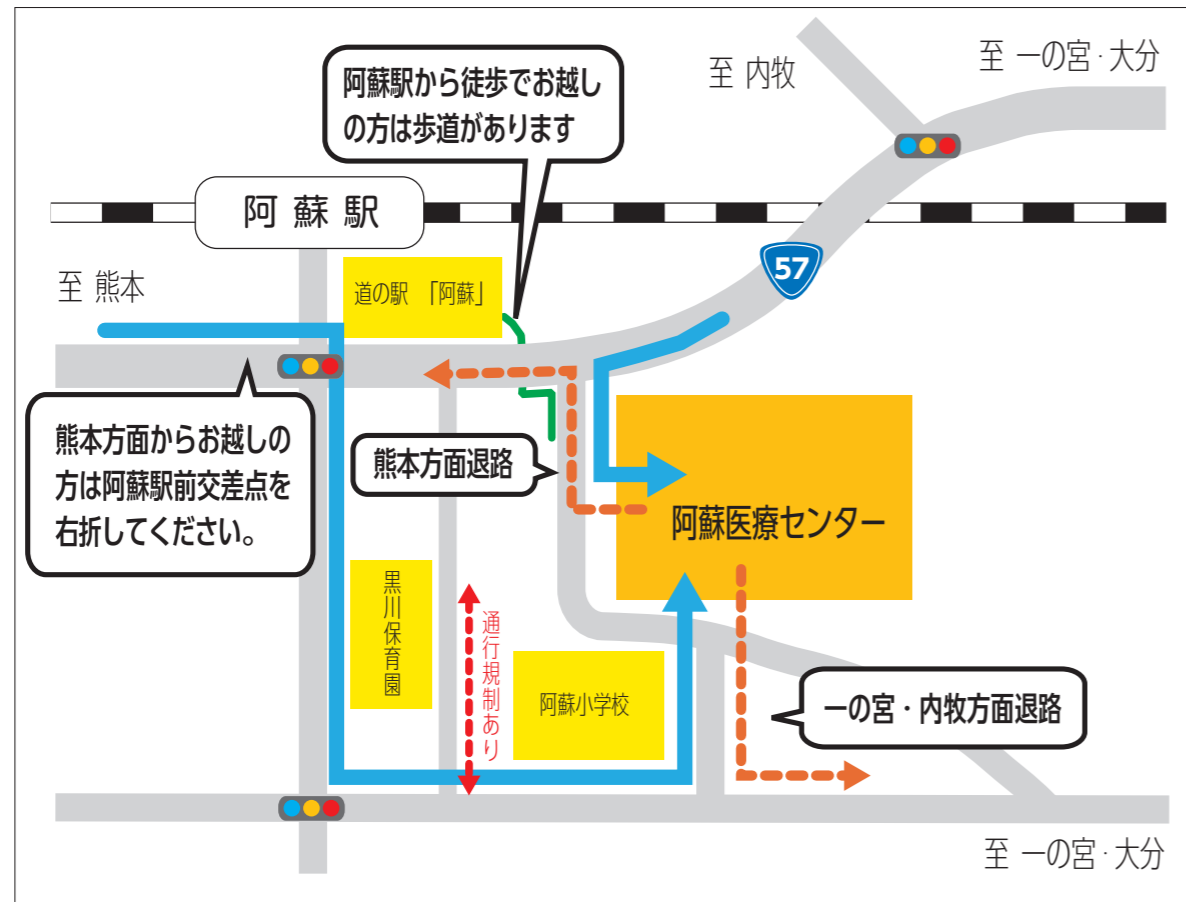 至 内牧
至 一の宮・大分
阿蘇駅から徒歩でお越し
の方は歩道があります
阿 蘇 駅
57
至 熊本
道の駅 「阿蘇」
熊本方面からお越しの
方は阿蘇駅前交差点を
右折してください。
熊本方面退路
阿蘇医療センター
黒川保育園
通行規制あり
阿蘇小学校
一の宮・内牧方面退路
至 一の宮・大分